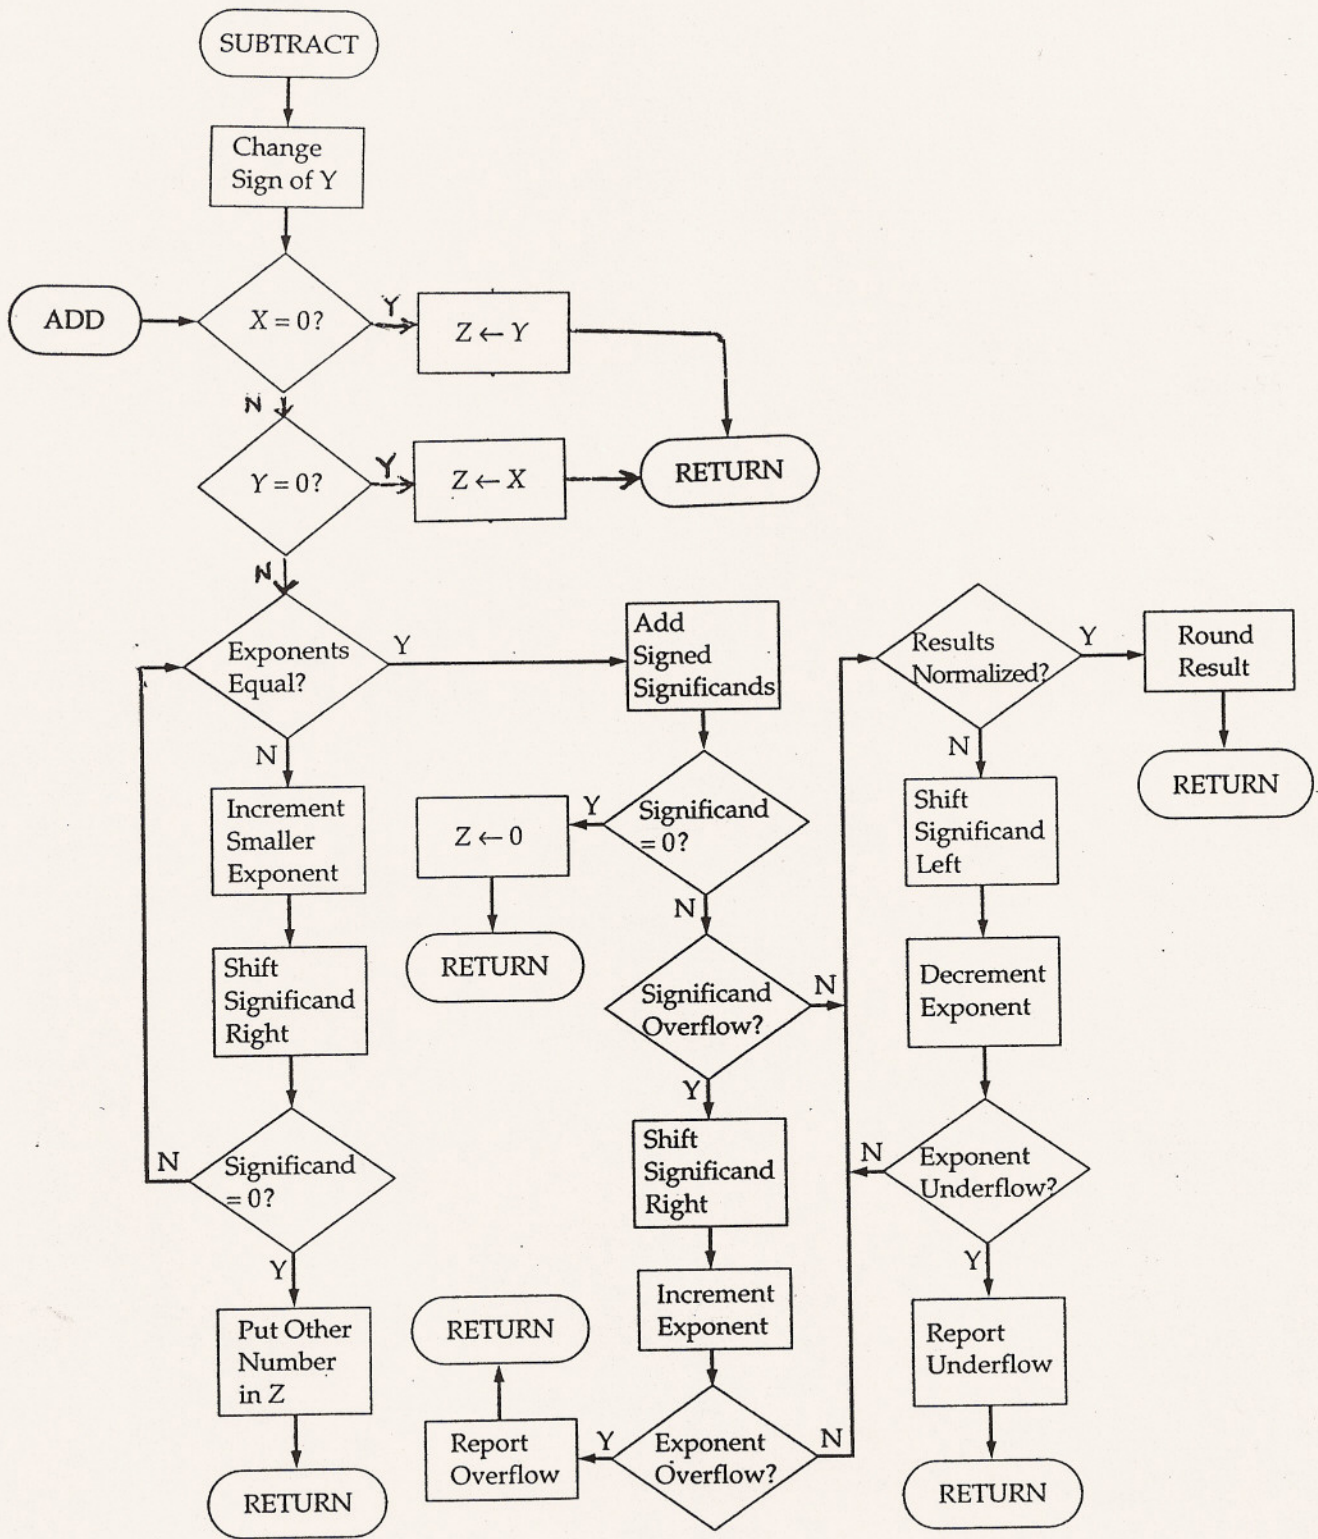 SUBTRACT
Change
Sign of Y
ADD
X = 0?
Y
Z ← Y
N
Y = 0?
Y
Z ← X
RETURN
N
Exponents
Equal?
Y
Add
Signed
Significands
N
Increment
Smaller
Exponent
Shift
Significand
Right
Significand
= 0?
N
Y
Put Other
Number
in Z
RETURN
Significand
= 0?
Y
Z ← 0
RETURN
N
Significand
Overflow?
N
Y
Shift
Significand
Right
Increment
Exponent
Exponent
Overflow?
Y
Report
Overflow
RETURN
N
Results
Normalized?
Y
Round
Result
RETURN
N
Shift
Significand
Left
Decrement
Exponent
Exponent
Underflow?
N
Y
Report
Underflow
RETURN